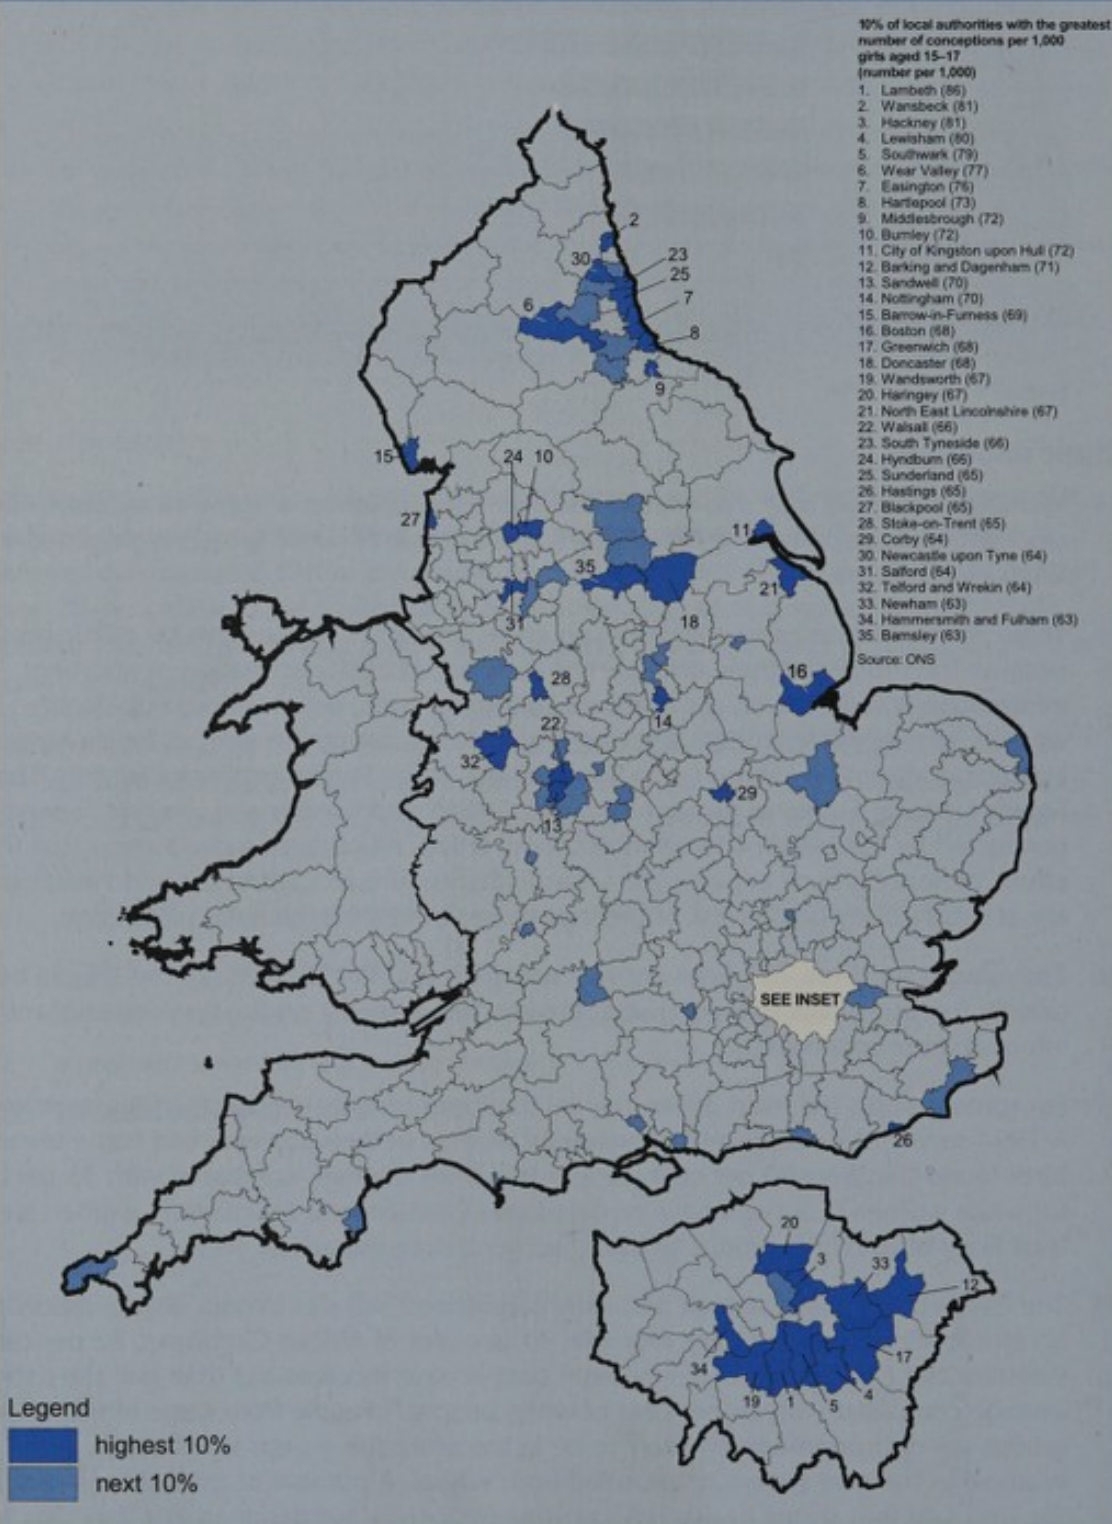 10% of local authorities with the greatest
number of conceptions per 1,000
girls aged 15–17
(number per 1,000)
1. Lambeth (86)
2. Wansbeck (81)
3. Hackney (81)
4. Lewisham (80)
5. Southwark (79)
6. Wear Valley (77)
7. Easington (76)
8. Hartlepool (73)
9. Middlesbrough (72)
10. Burnley (72)
11. City of Kingston upon Hull (72)
12. Barking and Dagenham (71)
13. Sandwell (70)
14. Nottingham (70)
15. Barrow-in-Furness (69)
16. Boston (68)
17. Greenwich (68)
18. Doncaster (68)
19. Wandsworth (67)
20. Haringey (67)
21. North East Lincolnshire (67)
22. Walsall (66)
23. South Tyneside (66)
24. Hyndburn (66)
25. Sunderland (65)
26. Hastings (65)
27. Blackpool (65)
28. Stoke-on-Trent (65)
29. Corby (64)
30. Newcastle upon Tyne (64)
31. Salford (64)
32. Telford and Wrekin (64)
33. Newham (63)
34. Hammersmith and Fulham (63)
35. Barnsley (63)
Source: ONS
2
30
23
25
6
7
8
9
15
24 10
27
11
35
21
31
18
28
16
22
14
32
29
13
SEE INSET
26
20
3
33
12
17
34
4
19
1
5
Legend
highest 10%
next 10%